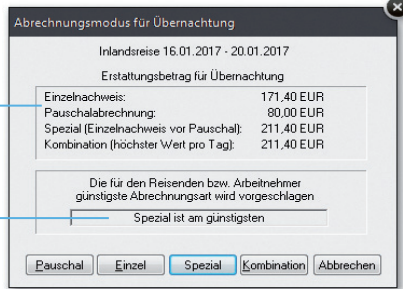 Abrechnungsmodus für Übernachtung
Inlandsreise 16.01.2017 - 20.01.2017
Erstattungsbetrag für Übernachtung
Einzelnachweis: 171,40 EUR
Pauschalabrechnung: 80,00 EUR
Spezial (Einzelnachweis vor Pauschal): 211,40 EUR
Kombination (höchster Wert pro Tag): 211,40 EUR
Die für den Reisenden bzw. Arbeitnehmer
günstigste Abrechnungsart wird vorgeschlagen
Spezial ist am günstigsten
Pauschal Einzel Spezial Kombination Abbrechen